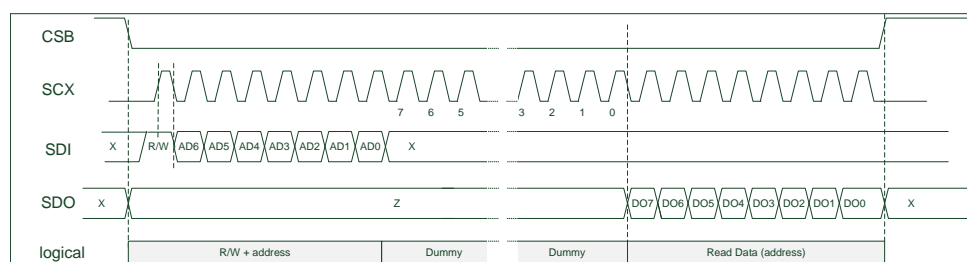 CSB
SCX
7 6 5 3 2 1 0
SDI X R/W AD6 AD5 AD4 AD3 AD2 AD1 AD0 X
SDO X Z DO7 DO6 DO5 DO4 DO3 DO2 DO1 DO0 X
logical R/W + address Dummy Dummy Read Data (address)